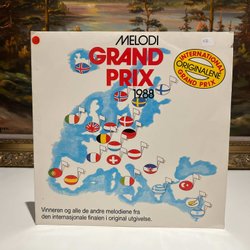 MELODI
GRAND
PRIX
1988
INTERNATIONAL
ORIGINALENE
GRAND PRIX
Vinneren og alle de andre melodiene fra
den internasjonale finalen i original utgivelse.